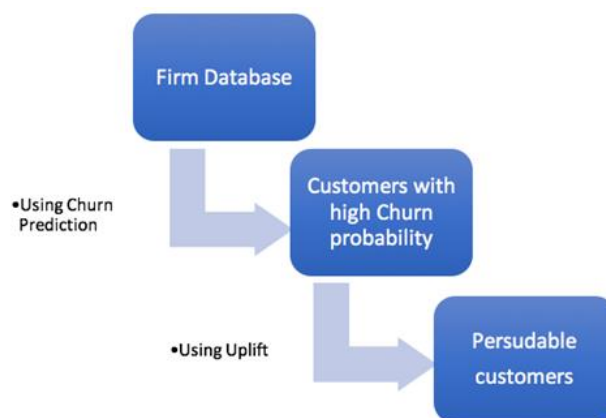 Firm Database
•Using Churn
Prediction
Customers with
high Churn
probability
•Using Uplift
Persudable
customers